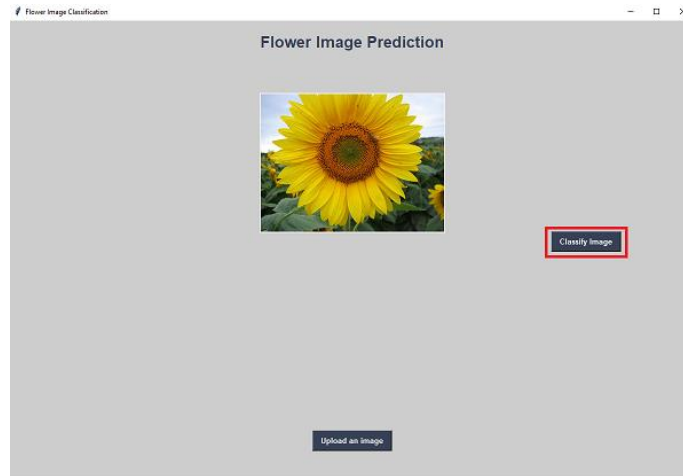 Flower Image Classification
Flower Image Prediction
Classify Image
Upload an image